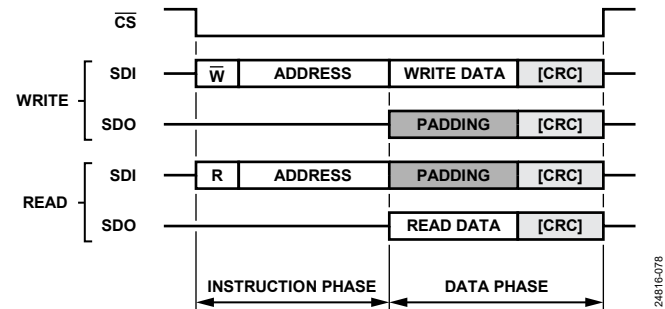 C̅S̅
SDI W̅ ADDRESS WRITE DATA [CRC]
WRITE
SDO PADDING [CRC]
SDI R ADDRESS PADDING [CRC]
READ
SDO READ DATA [CRC]
INSTRUCTION PHASE DATA PHASE
24816-078